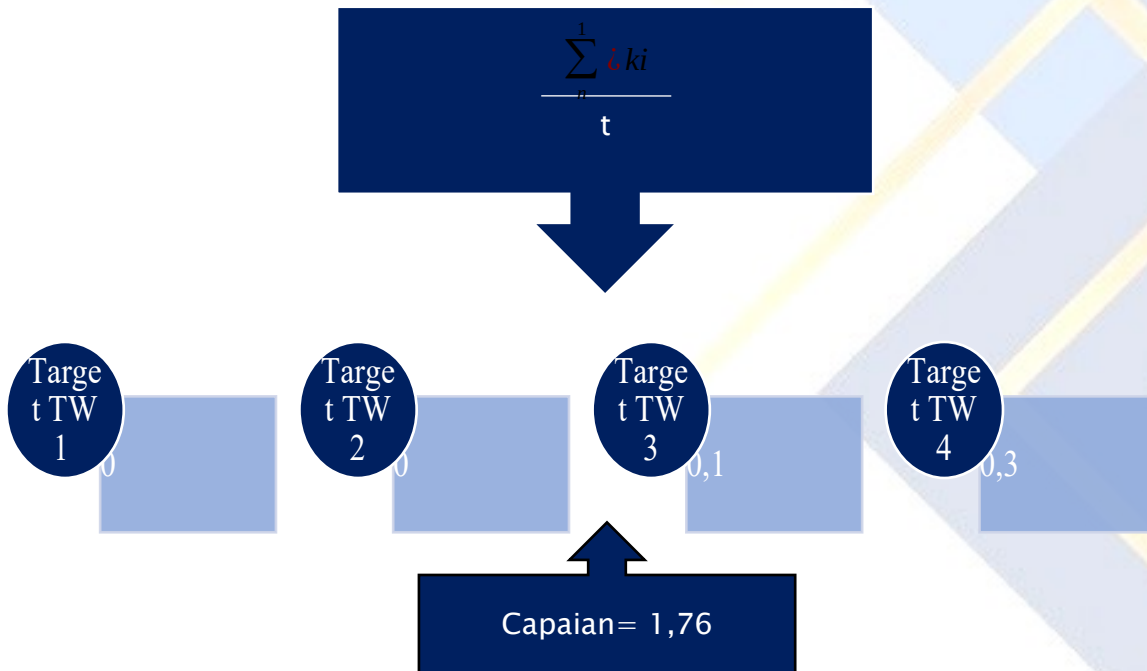 1
∑ ¿ ki
n
t
Targe
t TW
1
0
Targe
t TW
2
0
Targe
t TW
3
0,1
Targe
t TW
4
0,3
Capaian= 1,76